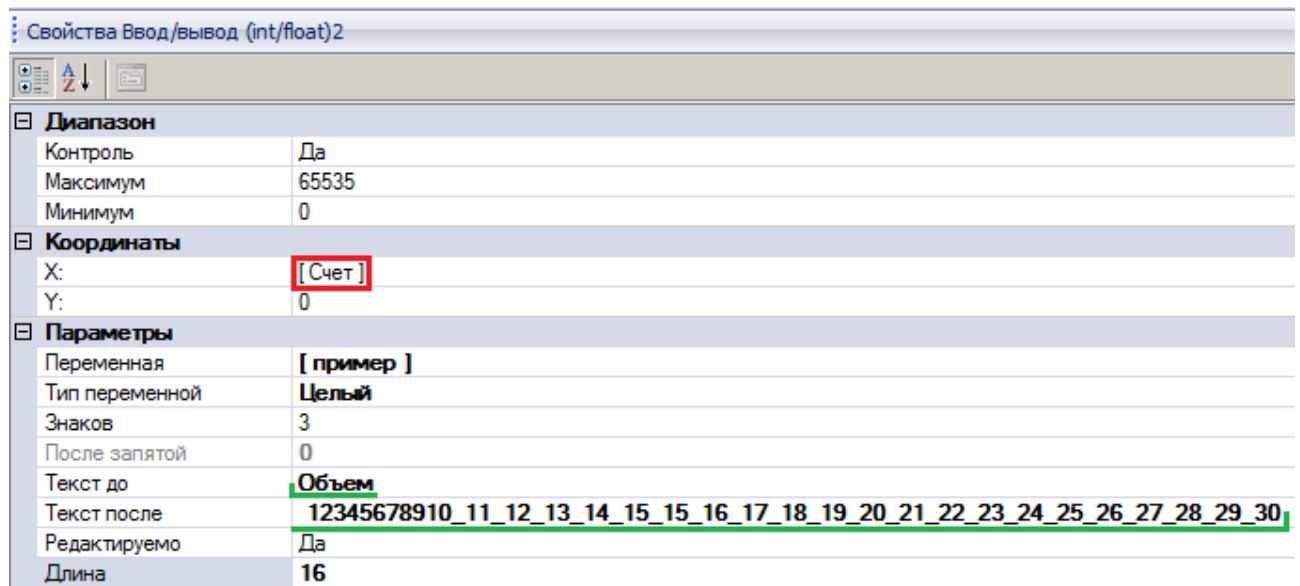 Свойства Ввод/вывод (int/float)2
A
Z
Диапазон
Контроль Да
Максимум 65535
Минимум 0
Координаты
X: [ Счет ]
Y: 0
Параметры
Переменная [ пример ]
Тип переменной Целый
Знаков 3
После запятой 0
Текст до Объем
Текст после 12345678910_11_12_13_14_15_15_16_17_18_19_20_21_22_23_24_25_26_27_28_29_30
Редактируемо Да
Длина 16